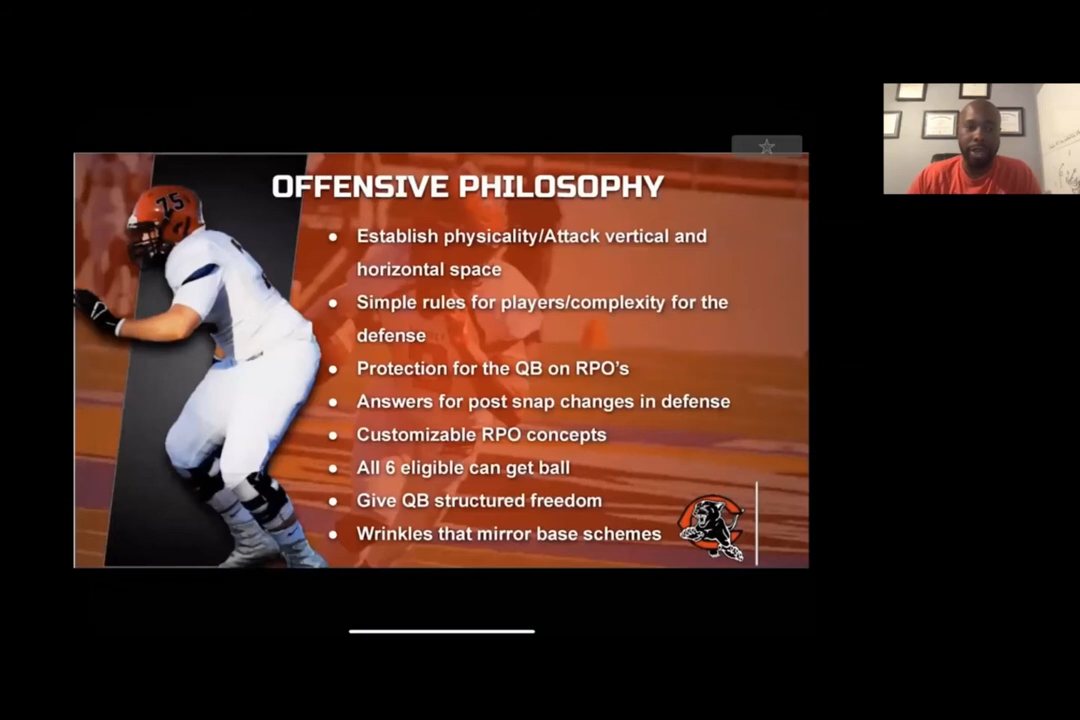 OFFENSIVE PHILOSOPHY
● Establish physicality/Attack vertical and
horizontal space
● Simple rules for players/complexity for the
defense
● Protection for the QB on RPO's
● Answers for post snap changes in defense
● Customizable RPO concepts
● All 6 eligible can get ball
● Give QB structured freedom
● Wrinkles that mirror base schemes
75